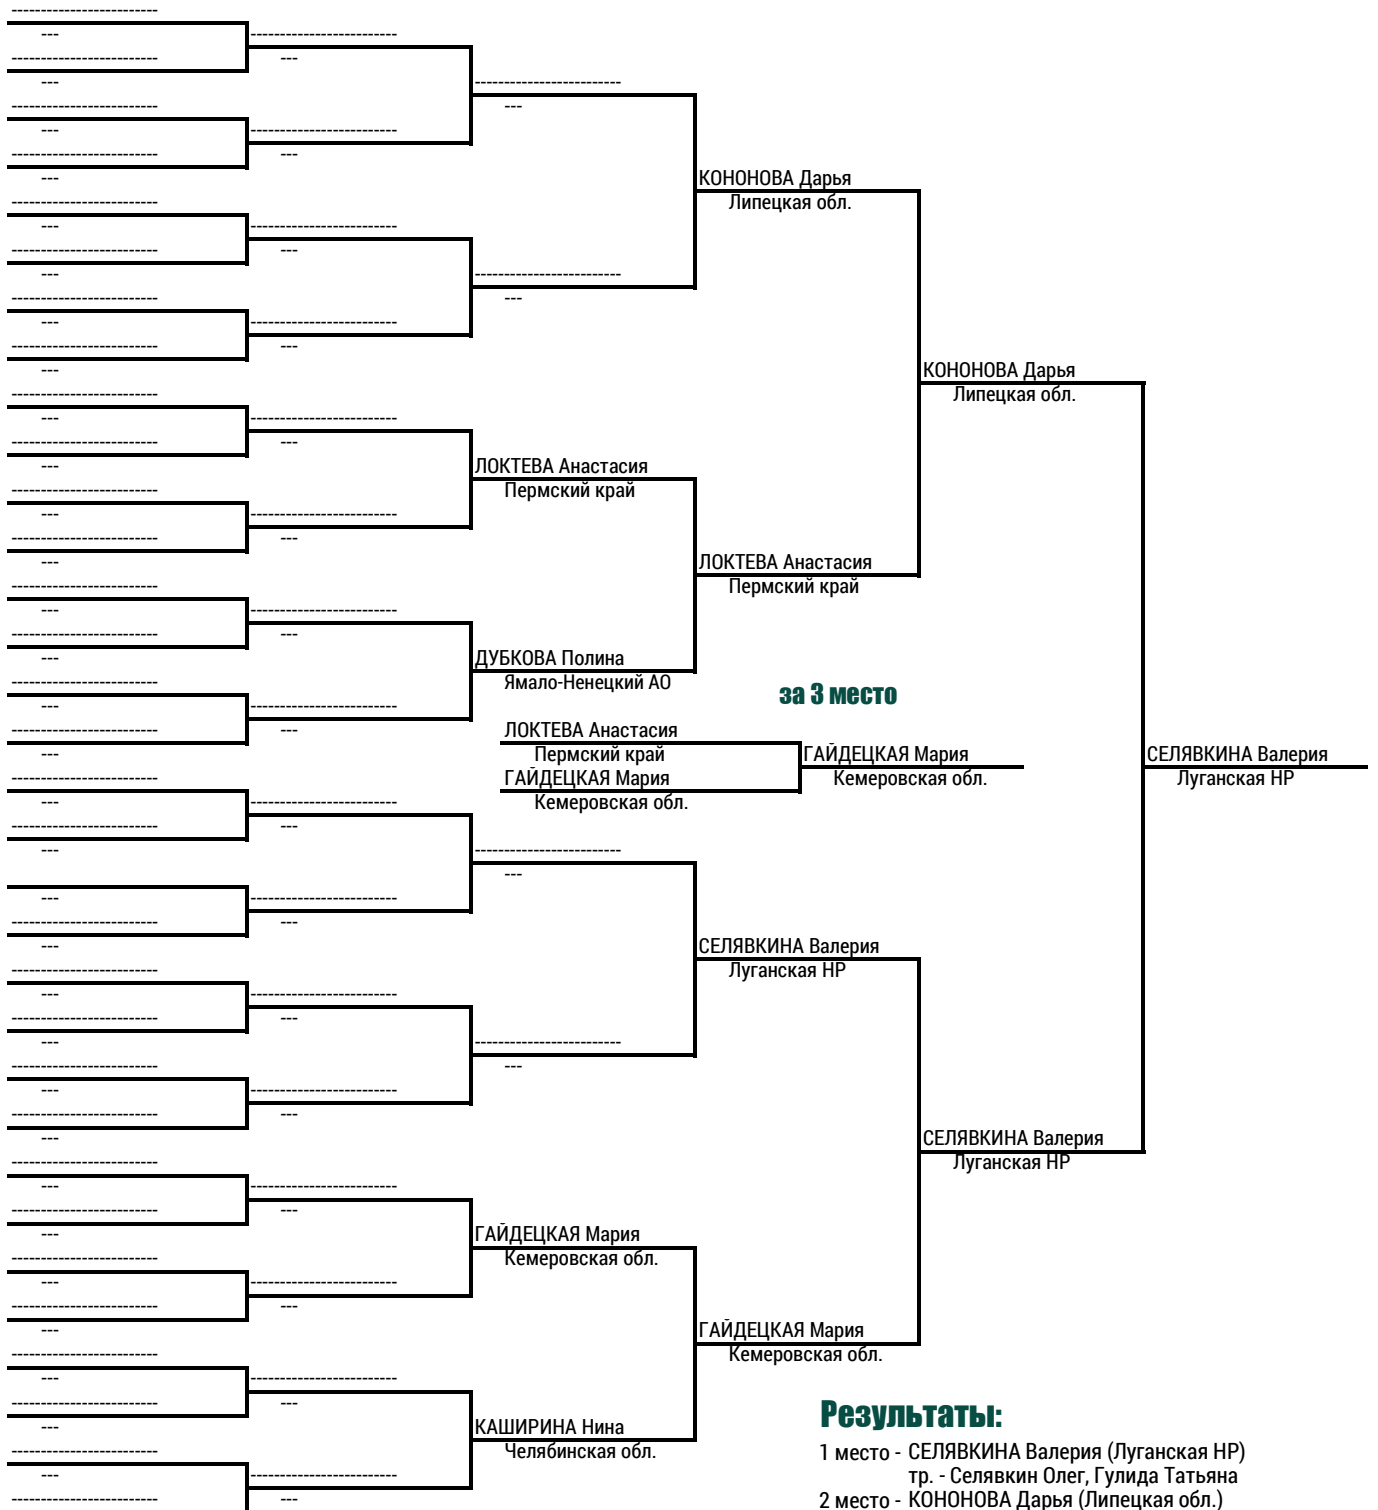 КОНОНОВА Дарья
Липецкая обл.
КОНОНОВА Дарья
Липецкая обл.
ЛОКТЕВА Анастасия
Пермский край
ЛОКТЕВА Анастасия
Пермский край
ДУБКОВА Полина
Ямало-Ненецкий АО
за 3 место
ЛОКТЕВА Анастасия
Пермский край
ГАЙДЕЦКАЯ Мария
Кемеровская обл.
ГАЙДЕЦКАЯ Мария
Кемеровская обл.
СЕЛЯВКИНА Валерия
Луганская НР
СЕЛЯВКИНА Валерия
Луганская НР
СЕЛЯВКИНА Валерия
Луганская НР
ГАЙДЕЦКАЯ Мария
Кемеровская обл.
ГАЙДЕЦКАЯ Мария
Кемеровская обл.
КАШИРИНА Нина
Челябинская обл.
Результаты:
1 место - СЕЛЯВКИНА Валерия (Луганская НР)
тр. - Селявкин Олег, Гулида Татьяна
2 место - КОНОНОВА Дарья (Липецкая обл.)